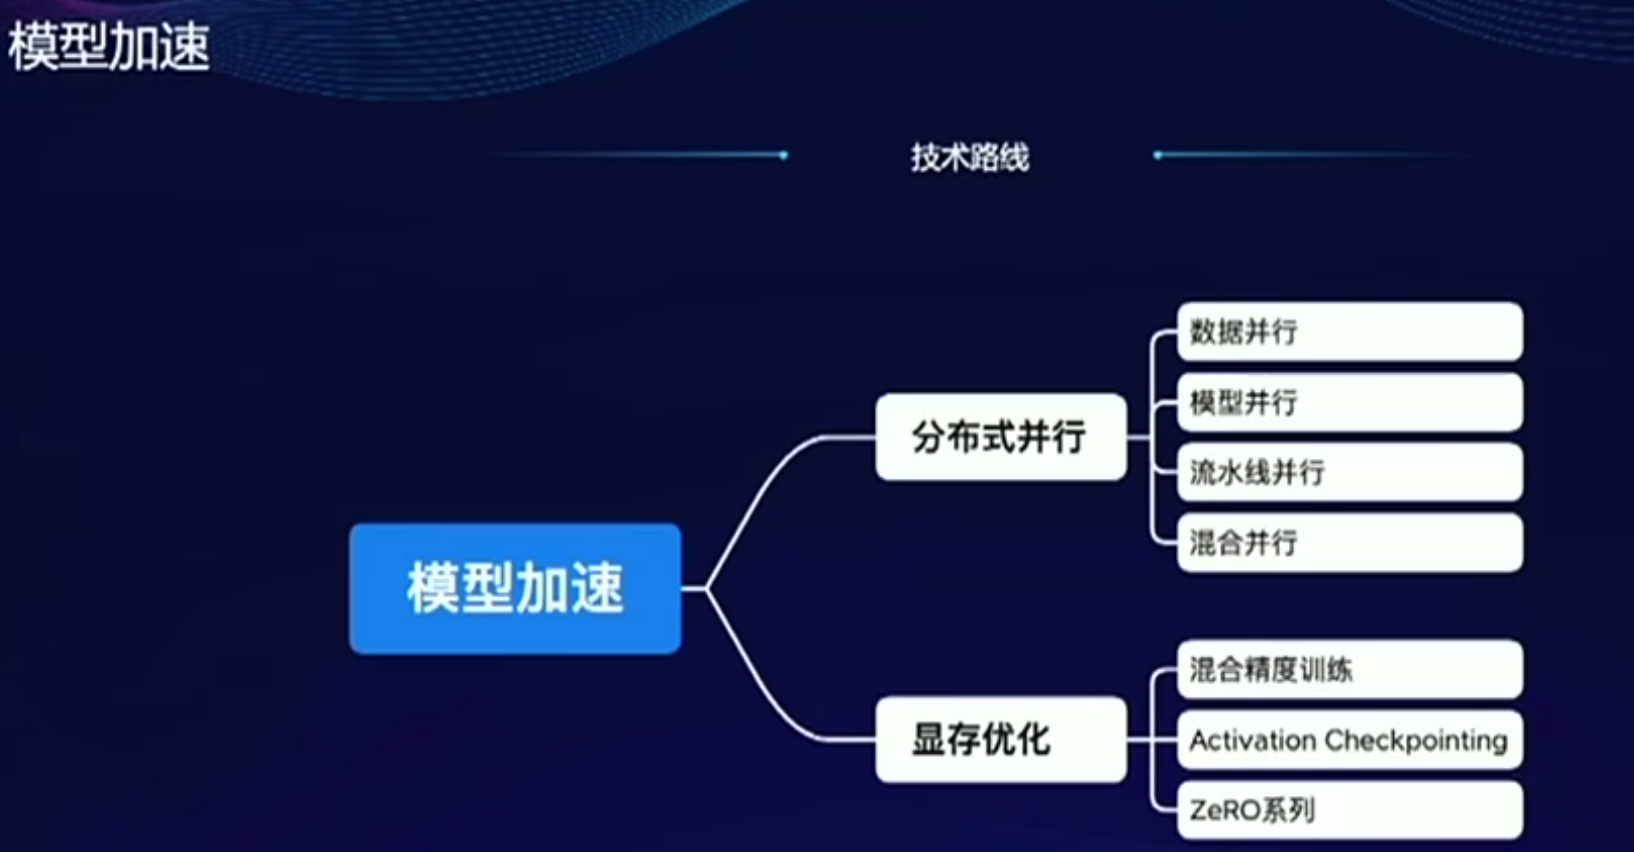 模型加速
技术路线
模型加速
分布式并行
数据并行
模型并行
流水线并行
混合并行
显存优化
混合精度训练
Activation Checkpointing
ZeRO系列